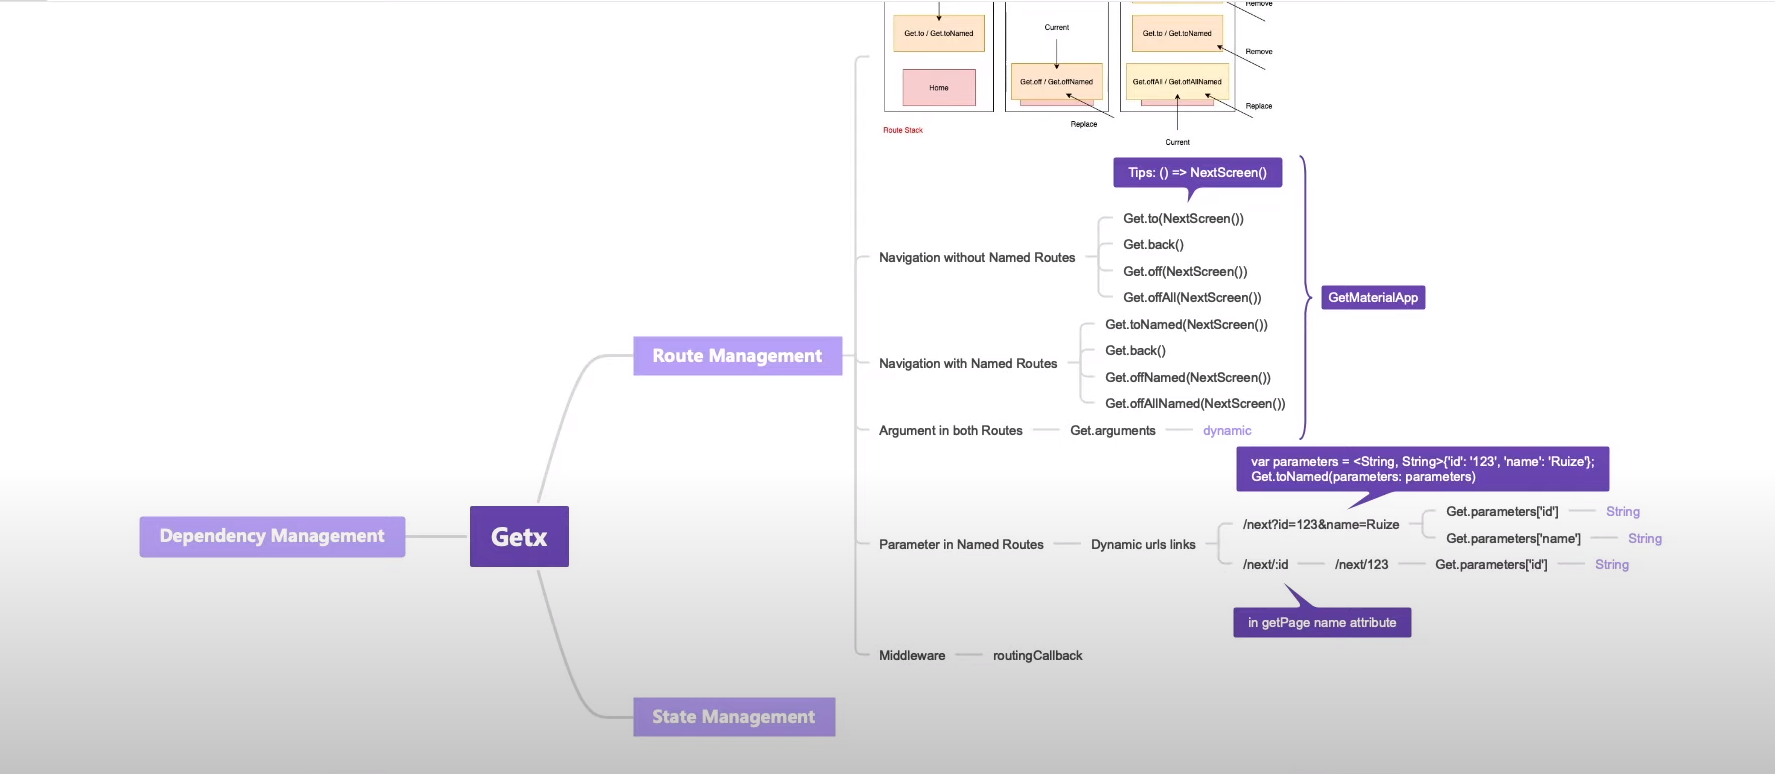 Remove
Get.to / Get.toNamed
Current
Get.to / Get.toNamed
Remove
Home
Get.off / Get.offNamed
Get.offAll / Get.offAllNamed
Replace
Replace
Route Stack
Current
Tips: () => NextScreen()
Get.to(NextScreen())
Get.back()
Navigation without Named Routes
Get.off(NextScreen())
Get.offAll(NextScreen())
GetMaterialApp
Get.toNamed(NextScreen())
Get.back()
Route Management
Navigation with Named Routes
Get.offNamed(NextScreen())
Get.offAllNamed(NextScreen())
Argument in both Routes
Get.arguments
dynamic
var parameters = <String, String>{'id': '123', 'name': 'Ruize'};
Get.toNamed(parameters: parameters)
Get.parameters['id']
String
/next?id=123&name=Ruize
Dependency Management
Getx
Get.parameters['name']
String
Parameter in Named Routes
Dynamic urls links
/next/:id
/next/123
Get.parameters['id']
String
in getPage name attribute
Middleware
routingCallback
State Management